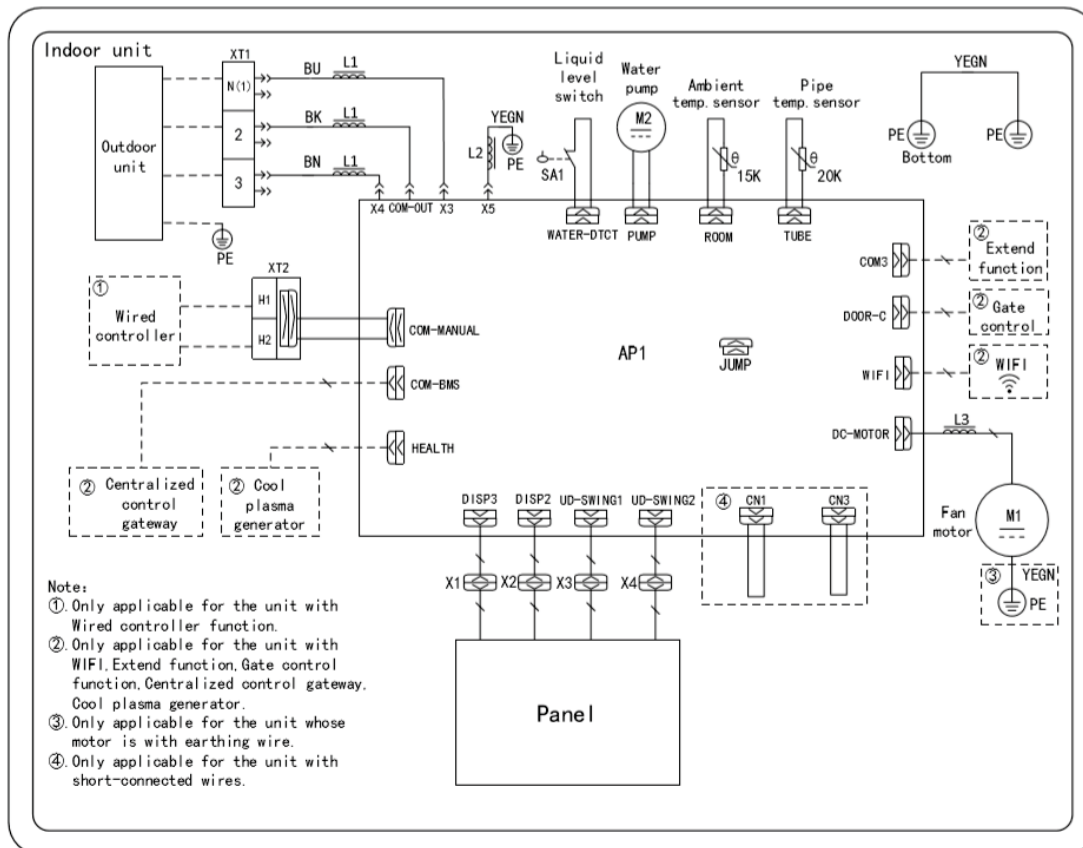 Indoor unit
XT1
Outdoor
unit
N(1)
2
3
BU
L1
BK
L1
BN
L1
PE
X4
COM-OUT
X3
X5
L2
YEGN
PE
Liquid
level
switch
SA1
WATER-DTCT
Water
pump
M2
PUMP
Ambient
temp. sensor
θ
15K
ROOM
Pipe
temp. sensor
θ
20K
TUBE
YEGN
PE
Bottom
PE
① 
Wired
controller
XT2
H1
H2
COM-MANUAL
COM-BMS
HEALTH
② Centralized
control
gateway
② Cool
plasma
generator
AP1
JUMP
COM3
② 
Extend
function
DOOR-C
② Gate
control
WIFI
② WIFI
DC-MOTOR
L3
Fan
motor
M1
③ YEGN
PE
DISP3
DISP2
UD-SWING1
UD-SWING2
④ CN1
CN3
X1
X2
X3
X4
Panel
Note:
①. Only applicable for the unit with
Wired controller function.
②. Only applicable for the unit with
WIFI, Extend function, Gate control
function, Centralized control gateway,
Cool plasma generator.
③. Only applicable for the unit whose
motor is with earthing wire.
④. Only applicable for the unit with
short-connected wires.